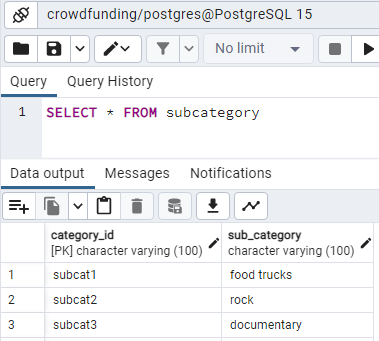 crowdfunding/postgres@PostgreSQL 15
No limit
Query Query History
1 SELECT * FROM subcategory
Data output Messages Notifications
category_id sub_category
[PK] character varying (100) character varying (100)
1 subcat1 food trucks
2 subcat2 rock
3 subcat3 documentary